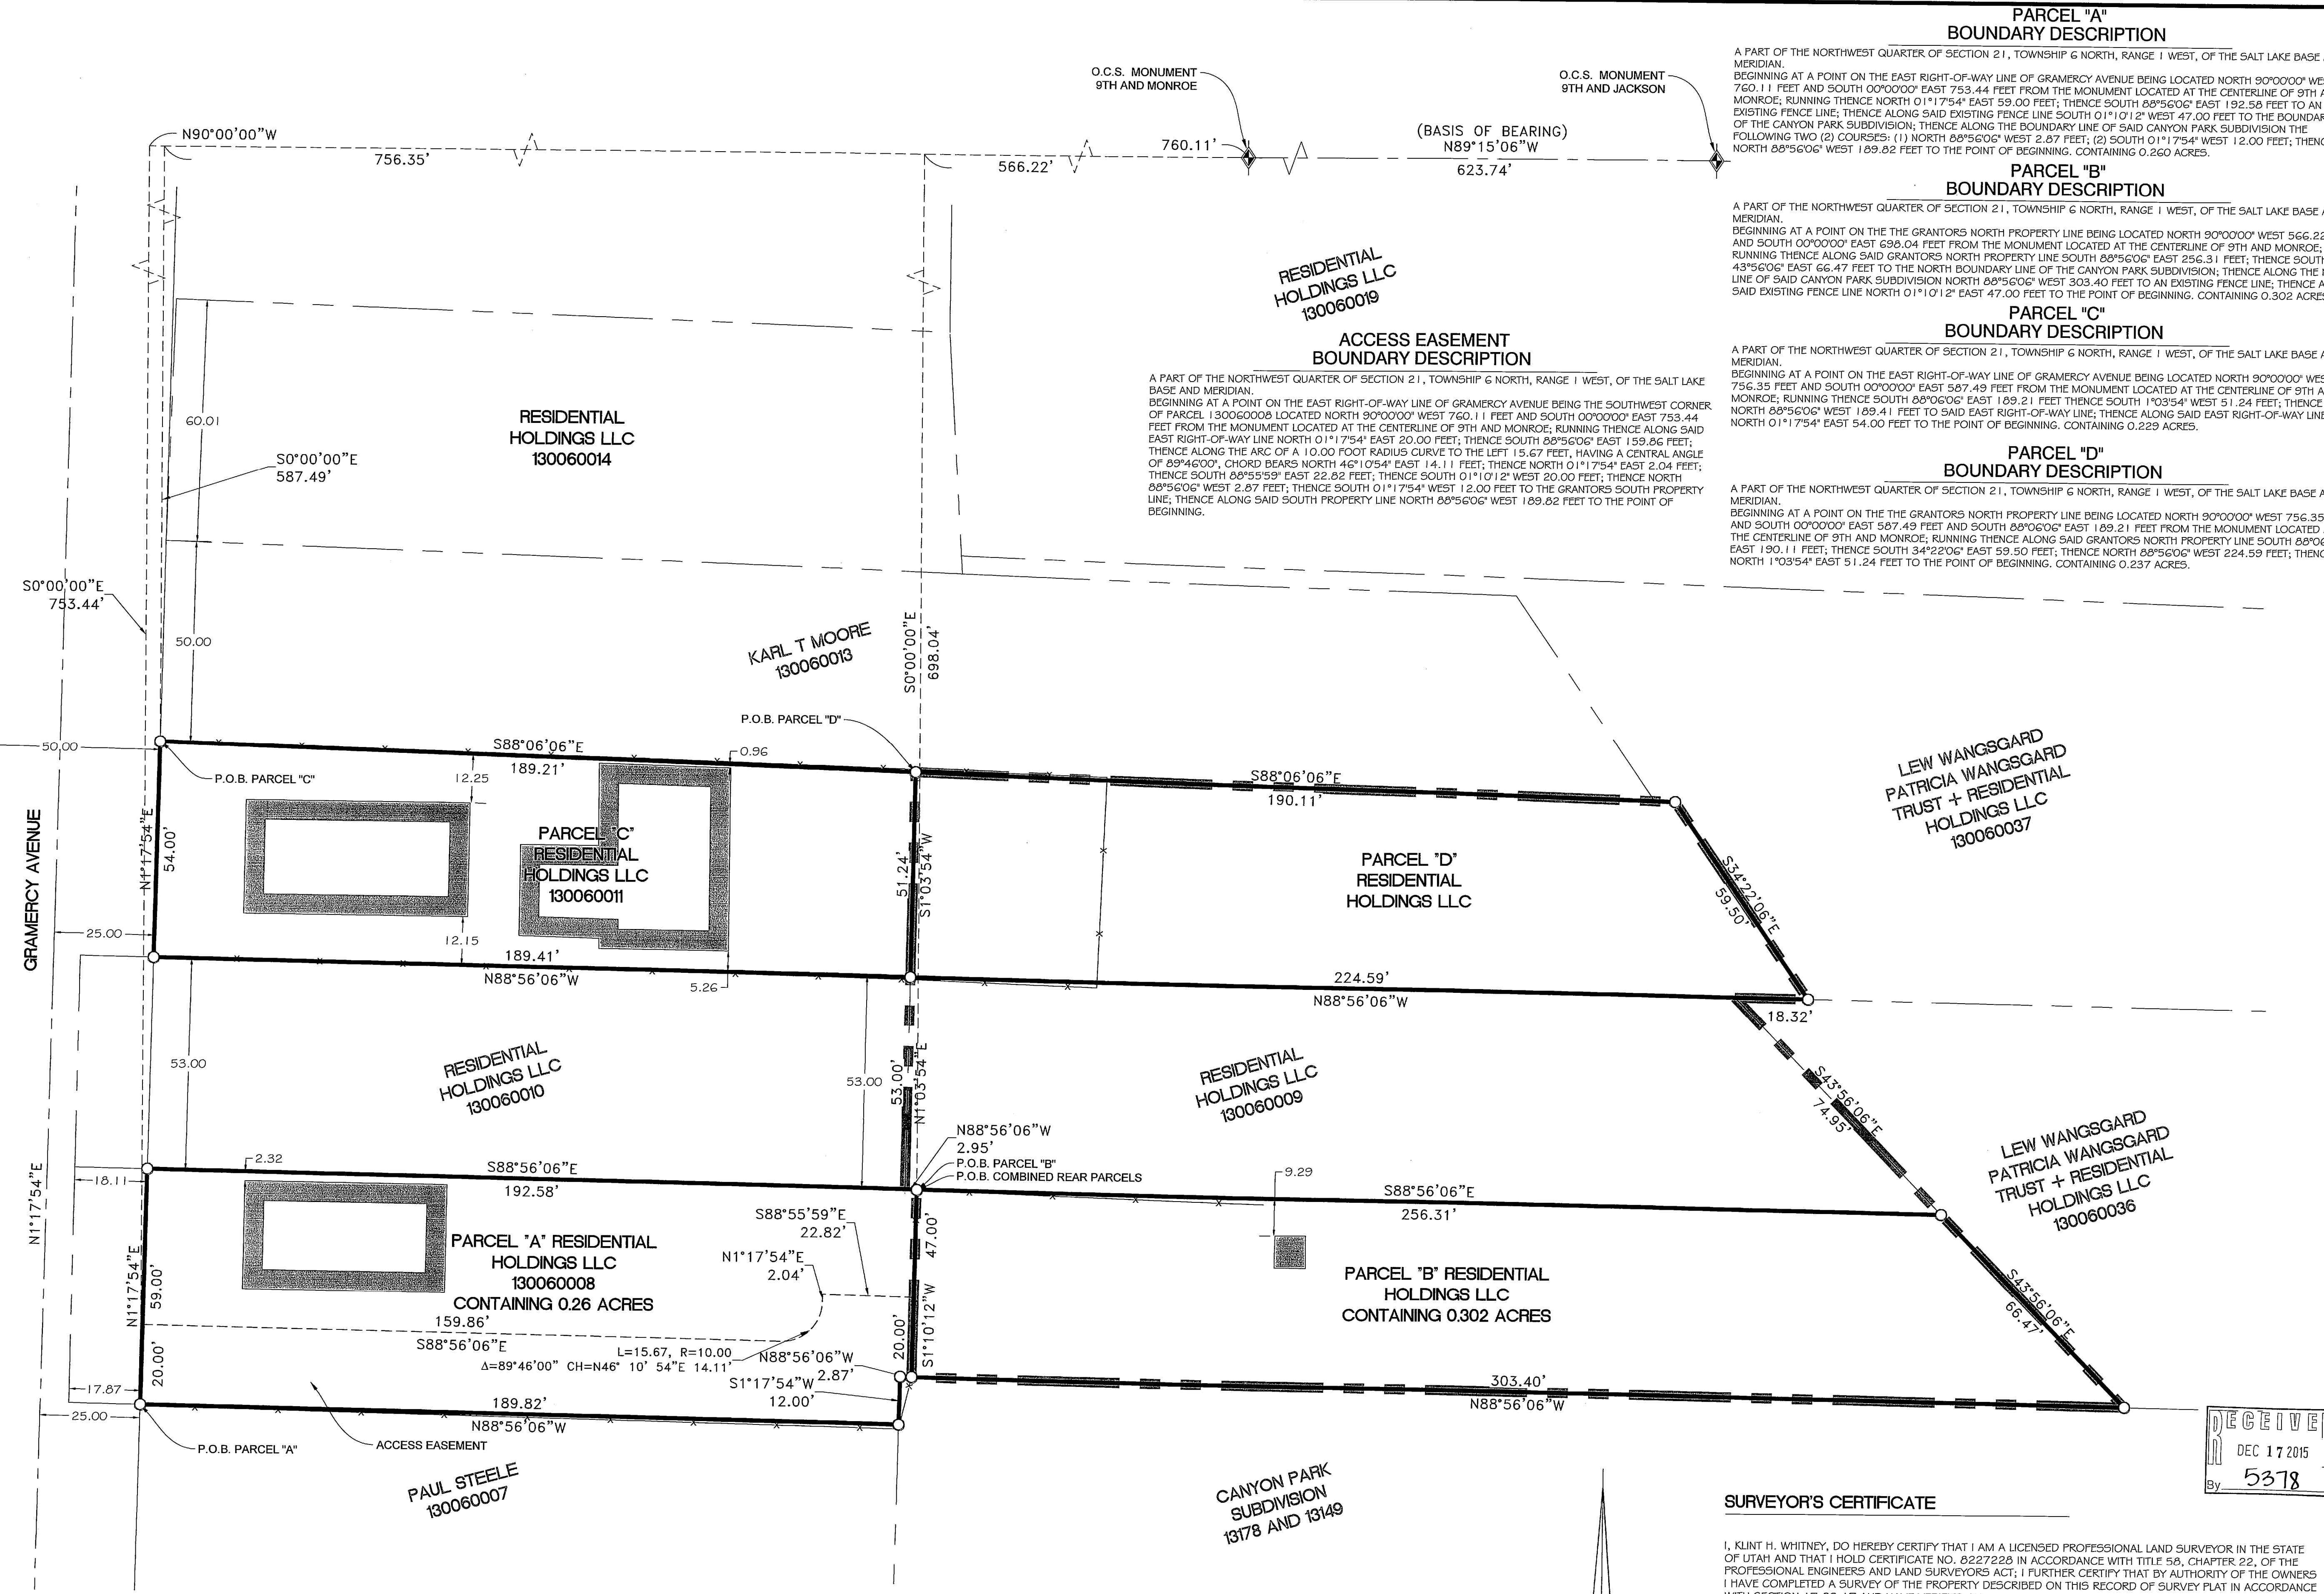 PARCEL "A"
BOUNDARY DESCRIPTION
A PART OF THE NORTHWEST QUARTER OF SECTION 21, TOWNSHIP 6 NORTH, RANGE 1 WEST, OF THE SALT LAKE BASE
MERIDIAN.
BEGINNING AT A POINT ON THE EAST RIGHT-OF-WAY LINE OF GRAMERCY AVENUE BEING LOCATED NORTH 90°00'00" WE
760.11 FEET AND SOUTH 00°00'00" EAST 753.44 FEET FROM THE MONUMENT LOCATED AT THE CENTERLINE OF 9TH A
MONROE; RUNNING THENCE NORTH 01°17'54" EAST 59.00 FEET; THENCE SOUTH 88°56'06" EAST 192.58 FEET TO AN
EXISTING FENCE LINE; THENCE ALONG SAID EXISTING FENCE LINE SOUTH 01°10'12" WEST 47.00 FEET TO THE BOUNDAR
OF THE CANYON PARK SUBDIVISION; THENCE ALONG THE BOUNDARY LINE OF SAID CANYON PARK SUBDIVISION THE
FOLLOWING TWO (2) COURSES: (1) NORTH 88°56'06" WEST 2.87 FEET; (2) SOUTH 01°17'54" WEST 12.00 FEET; THENC
NORTH 88°56'06" WEST 189.82 FEET TO THE POINT OF BEGINNING. CONTAINING 0.260 ACRES.
PARCEL "B"
BOUNDARY DESCRIPTION
A PART OF THE NORTHWEST QUARTER OF SECTION 21, TOWNSHIP 6 NORTH, RANGE 1 WEST, OF THE SALT LAKE BASE A
MERIDIAN.
BEGINNING AT A POINT ON THE THE GRANTORS NORTH PROPERTY LINE BEING LOCATED NORTH 90°00'00" WEST 566.22
AND SOUTH 00°00'00" EAST 698.04 FEET FROM THE MONUMENT LOCATED AT THE CENTERLINE OF 9TH AND MONROE;
RUNNING THENCE ALONG SAID GRANTORS NORTH PROPERTY LINE SOUTH 88°56'06" EAST 256.31 FEET; THENCE SOUTH
43°56'06" EAST 66.47 FEET TO THE NORTH BOUNDARY LINE OF THE CANYON PARK SUBDIVISION; THENCE ALONG THE
LINE OF SAID CANYON PARK SUBDIVISION NORTH 88°56'06" WEST 303.40 FEET TO AN EXISTING FENCE LINE; THENCE A
SAID EXISTING FENCE LINE NORTH 01°10'12" EAST 47.00 FEET TO THE POINT OF BEGINNING. CONTAINING 0.302 ACRES
PARCEL "C"
BOUNDARY DESCRIPTION
A PART OF THE NORTHWEST QUARTER OF SECTION 21, TOWNSHIP 6 NORTH, RANGE 1 WEST, OF THE SALT LAKE BASE A
MERIDIAN.
BEGINNING AT A POINT ON THE EAST RIGHT-OF-WAY LINE OF GRAMERCY AVENUE BEING LOCATED NORTH 90°00'00" WES
756.35 FEET AND SOUTH 00°00'00" EAST 587.49 FEET FROM THE MONUMENT LOCATED AT THE CENTERLINE OF 9TH A
MONROE; RUNNING THENCE SOUTH 88°06'06" EAST 189.21 FEET THENCE SOUTH 1°03'54" WEST 51.24 FEET; THENCE
NORTH 88°56'06" WEST 189.41 FEET TO SAID EAST RIGHT-OF-WAY LINE; THENCE ALONG SAID EAST RIGHT-OF-WAY LINE
NORTH 01°17'54" EAST 54.00 FEET TO THE POINT OF BEGINNING. CONTAINING 0.229 ACRES.
PARCEL "D"
BOUNDARY DESCRIPTION
A PART OF THE NORTHWEST QUARTER OF SECTION 21, TOWNSHIP 6 NORTH, RANGE 1 WEST, OF THE SALT LAKE BASE A
MERIDIAN.
BEGINNING AT A POINT ON THE THE GRANTORS NORTH PROPERTY LINE BEING LOCATED NORTH 90°00'00" WEST 756.35
AND SOUTH 00°00'00" EAST 587.49 FEET AND SOUTH 88°06'06" EAST 189.21 FEET FROM THE MONUMENT LOCATED
THE CENTERLINE OF 9TH AND MONROE; RUNNING THENCE ALONG SAID GRANTORS NORTH PROPERTY LINE SOUTH 88°06
EAST 190.11 FEET; THENCE SOUTH 34°22'06" EAST 59.50 FEET; THENCE NORTH 88°56'06" WEST 224.59 FEET; THENC
NORTH 1°03'54" EAST 51.24 FEET TO THE POINT OF BEGINNING. CONTAINING 0.237 ACRES.
O.C.S. MONUMENT
9TH AND MONROE
O.C.S. MONUMENT
9TH AND JACKSON
N90°00'00"W
756.35'
566.22'
760.11'
(BASIS OF BEARING)
N89°15'06"W
623.74'
RESIDENTIAL
HOLDINGS LLC
130060019
ACCESS EASEMENT
BOUNDARY DESCRIPTION
A PART OF THE NORTHWEST QUARTER OF SECTION 21, TOWNSHIP 6 NORTH, RANGE 1 WEST, OF THE SALT LAKE
BASE AND MERIDIAN.
BEGINNING AT A POINT ON THE EAST RIGHT-OF-WAY LINE OF GRAMERCY AVENUE BEING THE SOUTHWEST CORNER
OF PARCEL 130060008 LOCATED NORTH 90°00'00" WEST 760.11 FEET AND SOUTH 00°00'00" EAST 753.44
FEET FROM THE MONUMENT LOCATED AT THE CENTERLINE OF 9TH AND MONROE; RUNNING THENCE ALONG SAID
EAST RIGHT-OF-WAY LINE NORTH 01°17'54" EAST 20.00 FEET; THENCE SOUTH 88°56'06" EAST 159.86 FEET;
THENCE ALONG THE ARC OF A 10.00 FOOT RADIUS CURVE TO THE LEFT 15.67 FEET, HAVING A CENTRAL ANGLE
OF 89°46'00", CHORD BEARS NORTH 46°10'54" EAST 14.11 FEET; THENCE NORTH 01°17'54" EAST 2.04 FEET;
THENCE SOUTH 88°55'59" EAST 22.82 FEET; THENCE SOUTH 01°10'12" WEST 20.00 FEET; THENCE NORTH
88°56'06" WEST 2.87 FEET; THENCE SOUTH 01°17'54" WEST 12.00 FEET TO THE GRANTORS SOUTH PROPERTY
LINE; THENCE ALONG SAID SOUTH PROPERTY LINE NORTH 88°56'06" WEST 189.82 FEET TO THE POINT OF
BEGINNING.
60.01
RESIDENTIAL
HOLDINGS LLC
130060014
S0°00'00"E
587.49'
S0°00'00"E
753.44'
50.00
KARL T MOORE
130060013
S0°00'00"E
698.04'
P.O.B. PARCEL "D"
50.00
P.O.B. PARCEL "C"
S88°06'06"E
189.21'
0.96
12.25
S88°06'06"E
190.11'
LEW WANGSGARD
PATRICIA WANGSGARD
TRUST + RESIDENTIAL
HOLDINGS LLC
130060037
GRAMERCY AVENUE
N1°17'54"E
54.00'
PARCEL "C"
RESIDENTIAL
HOLDINGS LLC
130060011
51.24'
S1°03'54"W
PARCEL "D"
RESIDENTIAL
HOLDINGS LLC
S34°22'06"E
59.50'
25.00
12.15
189.41'
N88°56'06"W
5.26
224.59'
N88°56'06"W
18.32'
53.00
RESIDENTIAL
HOLDINGS LLC
130060010
53.00
53.00'
N1°03'54"E
RESIDENTIAL
HOLDINGS LLC
130060009
S43°56'06"E
74.95'
LEW WANGSGARD
PATRICIA WANGSGARD
TRUST + RESIDENTIAL
HOLDINGS LLC
130060036
N88°56'06"W
2.95'
P.O.B. PARCEL "B"
P.O.B. COMBINED REAR PARCELS
2.32
18.11
S88°56'06"E
192.58'
9.29
S88°56'06"E
256.31'
N1°17'54"E
N1°17'54"E
59.00'
PARCEL "A" RESIDENTIAL
HOLDINGS LLC
130060008
CONTAINING 0.26 ACRES
S88°55'59"E
22.82'
N1°17'54"E
2.04'
47.00'
S1°10'12"W
PARCEL "B" RESIDENTIAL
HOLDINGS LLC
CONTAINING 0.302 ACRES
S43°56'06"E
66.47'
159.86'
S88°56'06"E
L=15.67, R=10.00
Δ=89°46'00" CH=N46° 10' 54"E 14.11'
20.00'
20.00'
N88°56'06"W
2.87'
S1°17'54"W
12.00'
17.87
25.00
189.82'
N88°56'06"W
303.40'
N88°56'06"W
P.O.B. PARCEL "A"
ACCESS EASEMENT
PAUL STEELE
130060007
CANYON PARK
SUBDIVISION
13178 AND 13149
RECEIVE
DEC 17 2015
By 5378
SURVEYOR'S CERTIFICATE
I, KLINT H. WHITNEY, DO HEREBY CERTIFY THAT I AM A LICENSED PROFESSIONAL LAND SURVEYOR IN THE STATE
OF UTAH AND THAT I HOLD CERTIFICATE NO. 8227228 IN ACCORDANCE WITH TITLE 58, CHAPTER 22, OF THE
PROFESSIONAL ENGINEERS AND LAND SURVEYORS ACT; I FURTHER CERTIFY THAT BY AUTHORITY OF THE OWNERS
I HAVE COMPLETED A SURVEY OF THE PROPERTY DESCRIBED ON THIS RECORD OF SURVEY PLAT IN ACCORDANCE